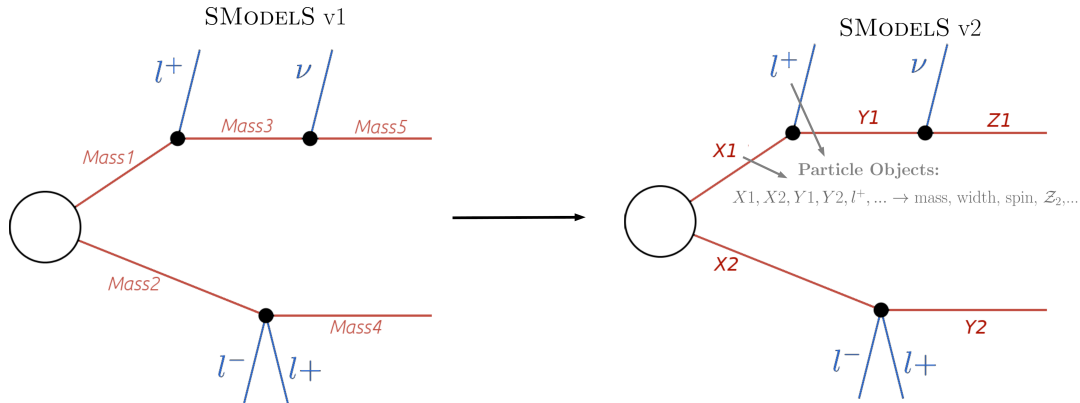 SModelS v1
l+
ν
Mass3
Mass5
Mass1
Mass2
Mass4
l−
l+
SModelS v2
l+
ν
Y1
Z1
X1
Particle Objects:
X1, X2, Y1, Y2, l+, ... → mass, width, spin, Z2,...
X2
Y2
l−
l+